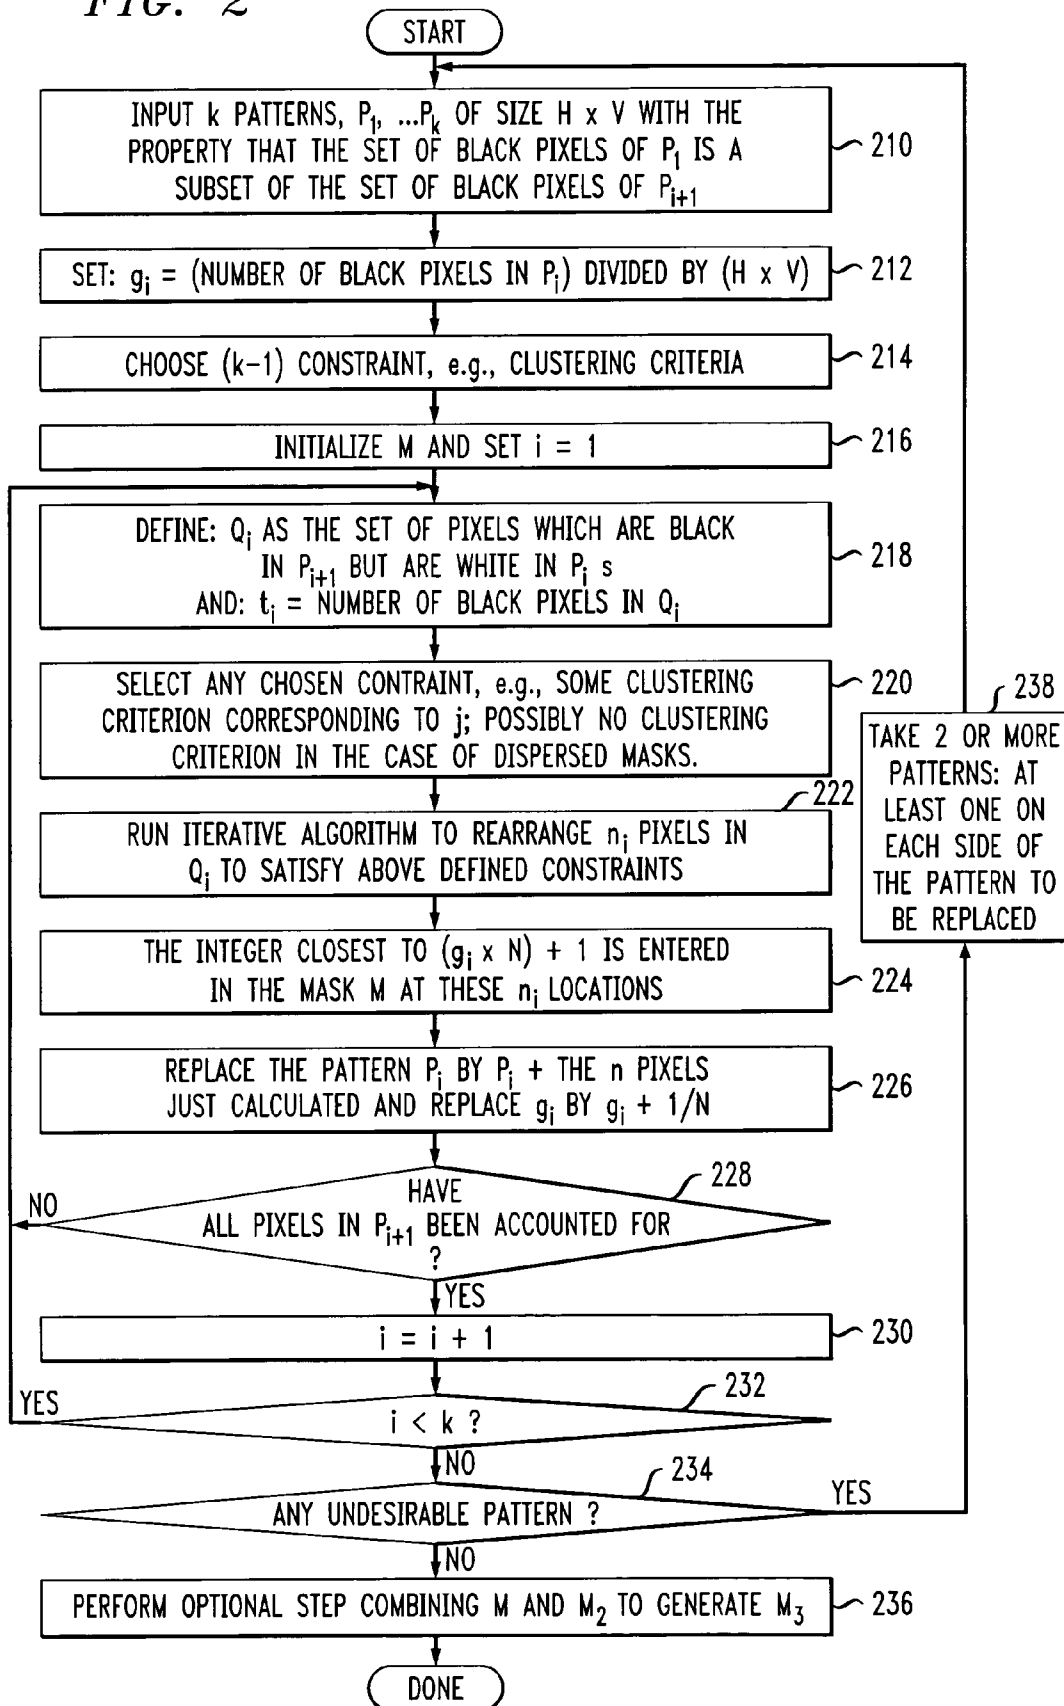 FIG. 2
START
INPUT k PATTERNS, P1, ...Pk OF SIZE H x V WITH THE
PROPERTY THAT THE SET OF BLACK PIXELS OF P1 IS A
SUBSET OF THE SET OF BLACK PIXELS OF Pi+1
210
SET: gi = (NUMBER OF BLACK PIXELS IN Pi) DIVIDED BY (H x V)
212
CHOOSE (k-1) CONSTRAINT, e.g., CLUSTERING CRITERIA
214
INITIALIZE M AND SET i = 1
216
DEFINE: Qi AS THE SET OF PIXELS WHICH ARE BLACK
IN Pi+1 BUT ARE WHITE IN Pi s
AND: ti = NUMBER OF BLACK PIXELS IN Qi
218
SELECT ANY CHOSEN CONTRAINT, e.g., SOME CLUSTERING
CRITERION CORRESPONDING TO j; POSSIBLY NO CLUSTERING
CRITERION IN THE CASE OF DISPERSED MASKS.
220
238
TAKE 2 OR MORE
PATTERNS: AT
LEAST ONE ON
EACH SIDE OF
THE PATTERN TO
BE REPLACED
222
RUN ITERATIVE ALGORITHM TO REARRANGE ni PIXELS IN
Qi TO SATISFY ABOVE DEFINED CONSTRAINTS
THE INTEGER CLOSEST TO (gi x N) + 1 IS ENTERED
IN THE MASK M AT THESE ni LOCATIONS
224
REPLACE THE PATTERN Pi BY Pi + THE n PIXELS
JUST CALCULATED AND REPLACE gi BY gi + 1/N
226
228
HAVE
ALL PIXELS IN Pi+1 BEEN ACCOUNTED FOR
?
NO
YES
i = i + 1
230
232
i < k ?
YES
NO
234
ANY UNDESIRABLE PATTERN ?
YES
NO
PERFORM OPTIONAL STEP COMBINING M AND M2 TO GENERATE M3
236
DONE